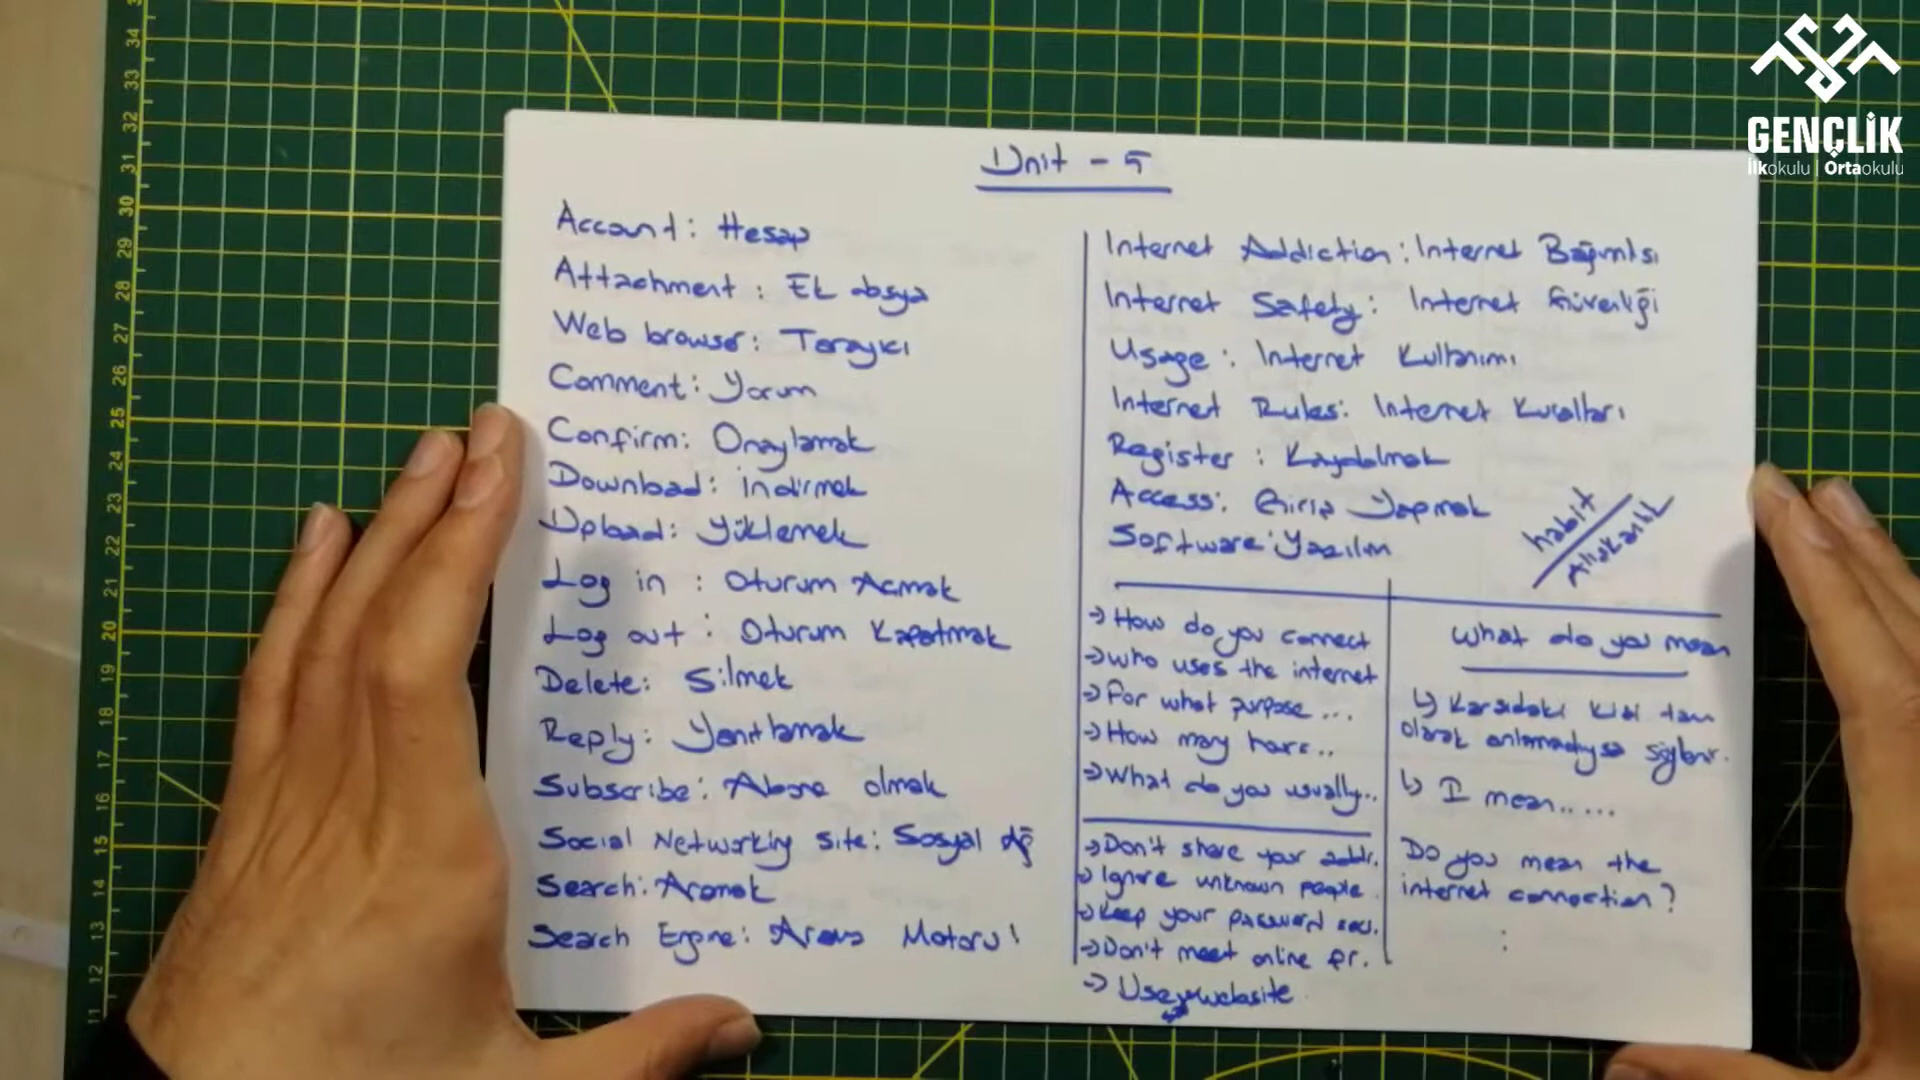 GENÇLİK
ilkokulu | Ortaokulu
Unit - 5
Account: Hesap
Attachment: Ek dosya
Web browser: Tarayıcı
Comment: Yorum
Confirm: Onaylamak
Download: indirmek
Upload: Yüklemek
Log in : Oturum Açmak
Log out : Oturum Kapatmak
Delete: Silmek
Reply: Yanıtlamak
Subscribe: Abone olmak
Social Networking Site: Sosyal Ağ
Search: Aramak
Search Engine: Arama Motoru
Internet Addiction: Internet Bağımlısı
Internet Safety: Internet Güvenliği
Usage: Internet Kullanımı
Internet Rules: Internet Kuralları
Register : Kaydolmak
Access: Giriş Yapmak
Software: Yazılım
habit
Alışkanlık
→ How do you connect
→ who uses the internet
→ For what purpose ...
→ How may hours..
→ What do you usually..
→ Don't share your addr.
→ Ignore unknown people
→ Keep your password sec.
→ Don't meet online fr.
→ Use website
What do you mean
↳ Karşıdaki kişi tam
olarak anlamadıysa söylenir.
↳ I mean.....
Do you mean the
internet connection?
: